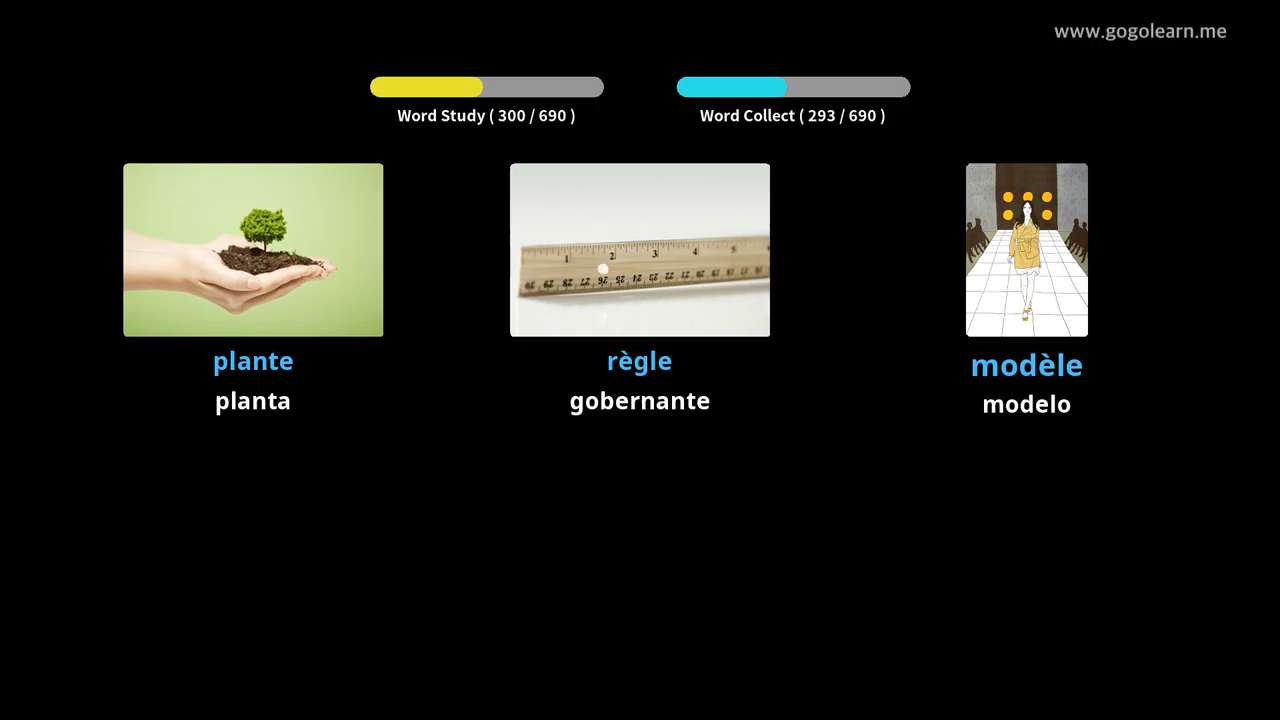 www.gogolearn.me
Word Study ( 300 / 690 )
Word Collect ( 293 / 690 )
plante
planta
règle
gobernante
modèle
modelo